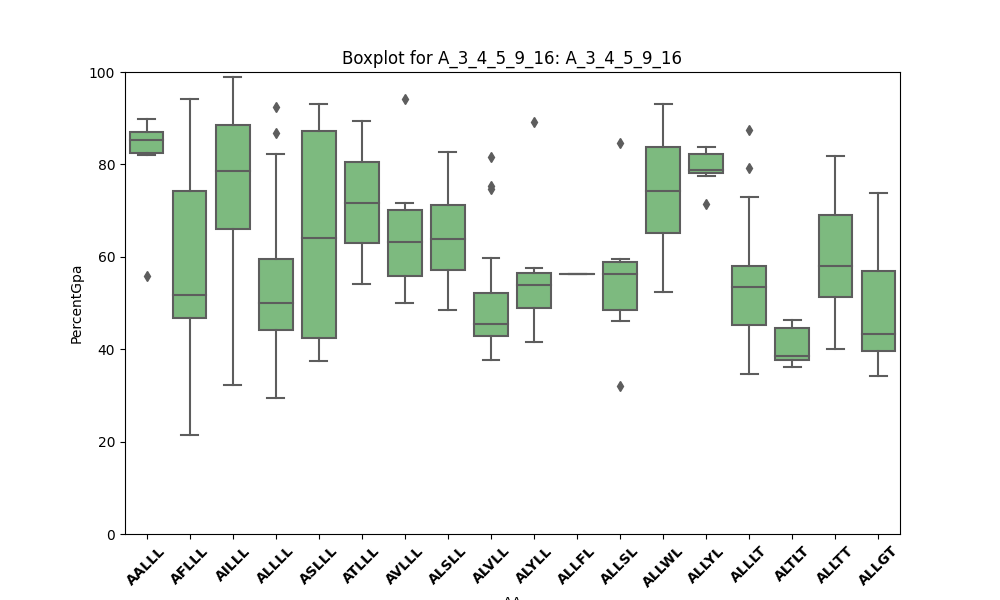 Boxplot for A_3_4_5_9_16: A_3_4_5_9_16
100
80
60
40
20
0
PercentGpa
AALLL AFLLL AILLL ALLLL ASLLL ATLLL AVLLL ALSLL ALVLL ALYLL ALLFL ALLSL ALLWL ALLYL ALLLT ALTLT ALLTT ALLGT
AA